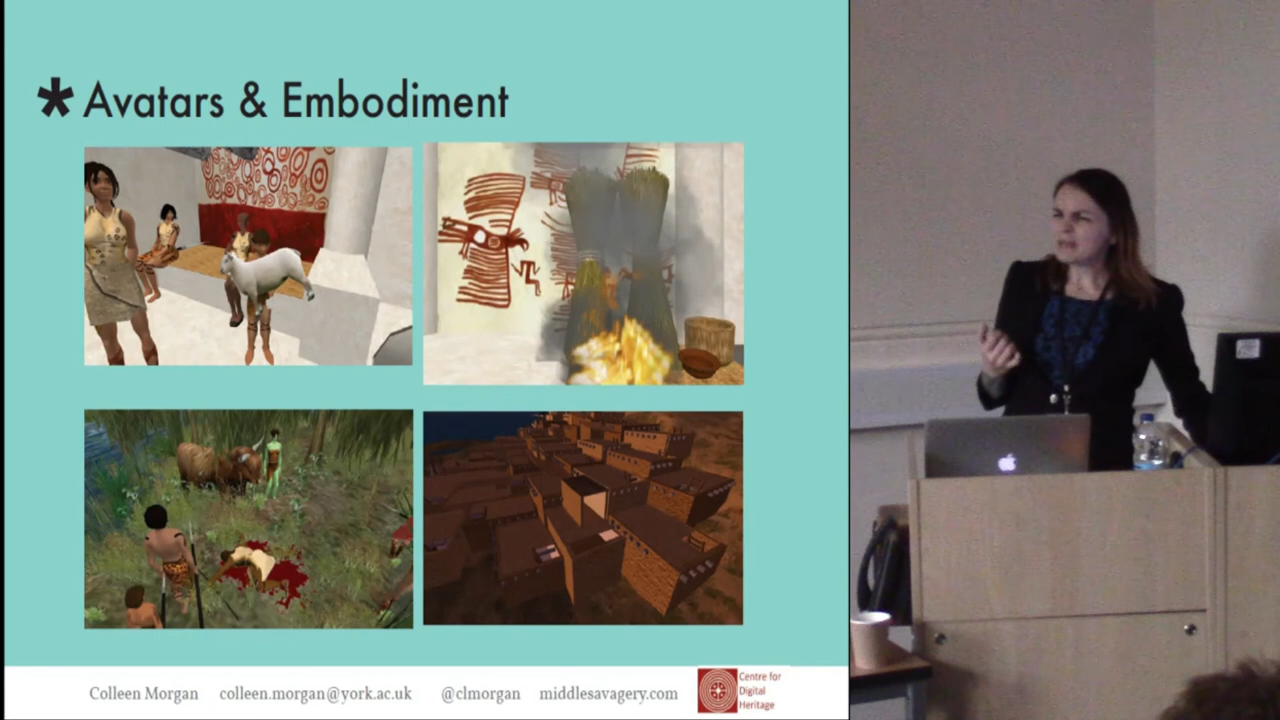 * Avatars & Embodiment
Colleen Morgan colleen.morgan@york.ac.uk @clmorgan middlesavagery.com
Centre for
Digital
Heritage